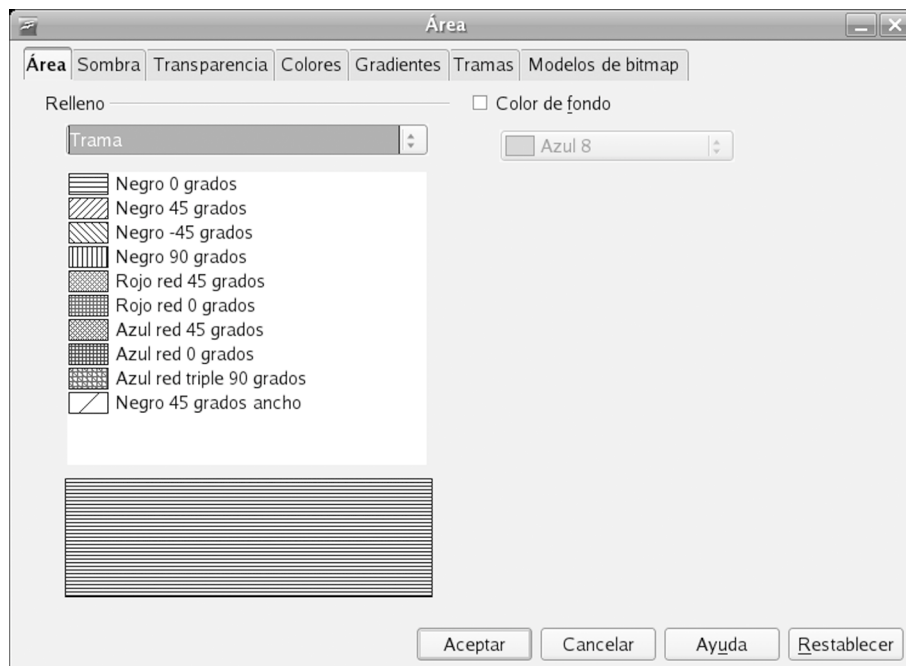 Área
Área Sombra Transparencia Colores Gradientes Tramas Modelos de bitmap
Relleno
Trama
Negro 0 grados
Negro 45 grados
Negro -45 grados
Negro 90 grados
Rojo red 45 grados
Rojo red 0 grados
Azul red 45 grados
Azul red 0 grados
Azul red triple 90 grados
Negro 45 grados ancho
Color de fondo
Azul 8
Aceptar Cancelar Ayuda Restablecer